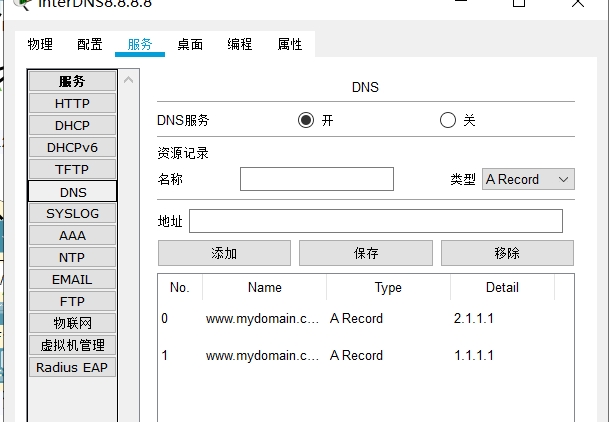 InterDNS8.8.8.8
物理 配置 服务 桌面 编程 属性
服务
HTTP
DHCP
DHCPv6
TFTP
DNS
SYSLOG
AAA
NTP
EMAIL
FTP
物联网
虚拟机管理
Radius EAP
DNS
DNS服务 开 关
资源记录
名称 类型 A Record
地址
添加 保存 移除
No. Name Type Detail
0 www.mydomain.c... A Record 2.1.1.1
1 www.mydomain.c... A Record 1.1.1.1